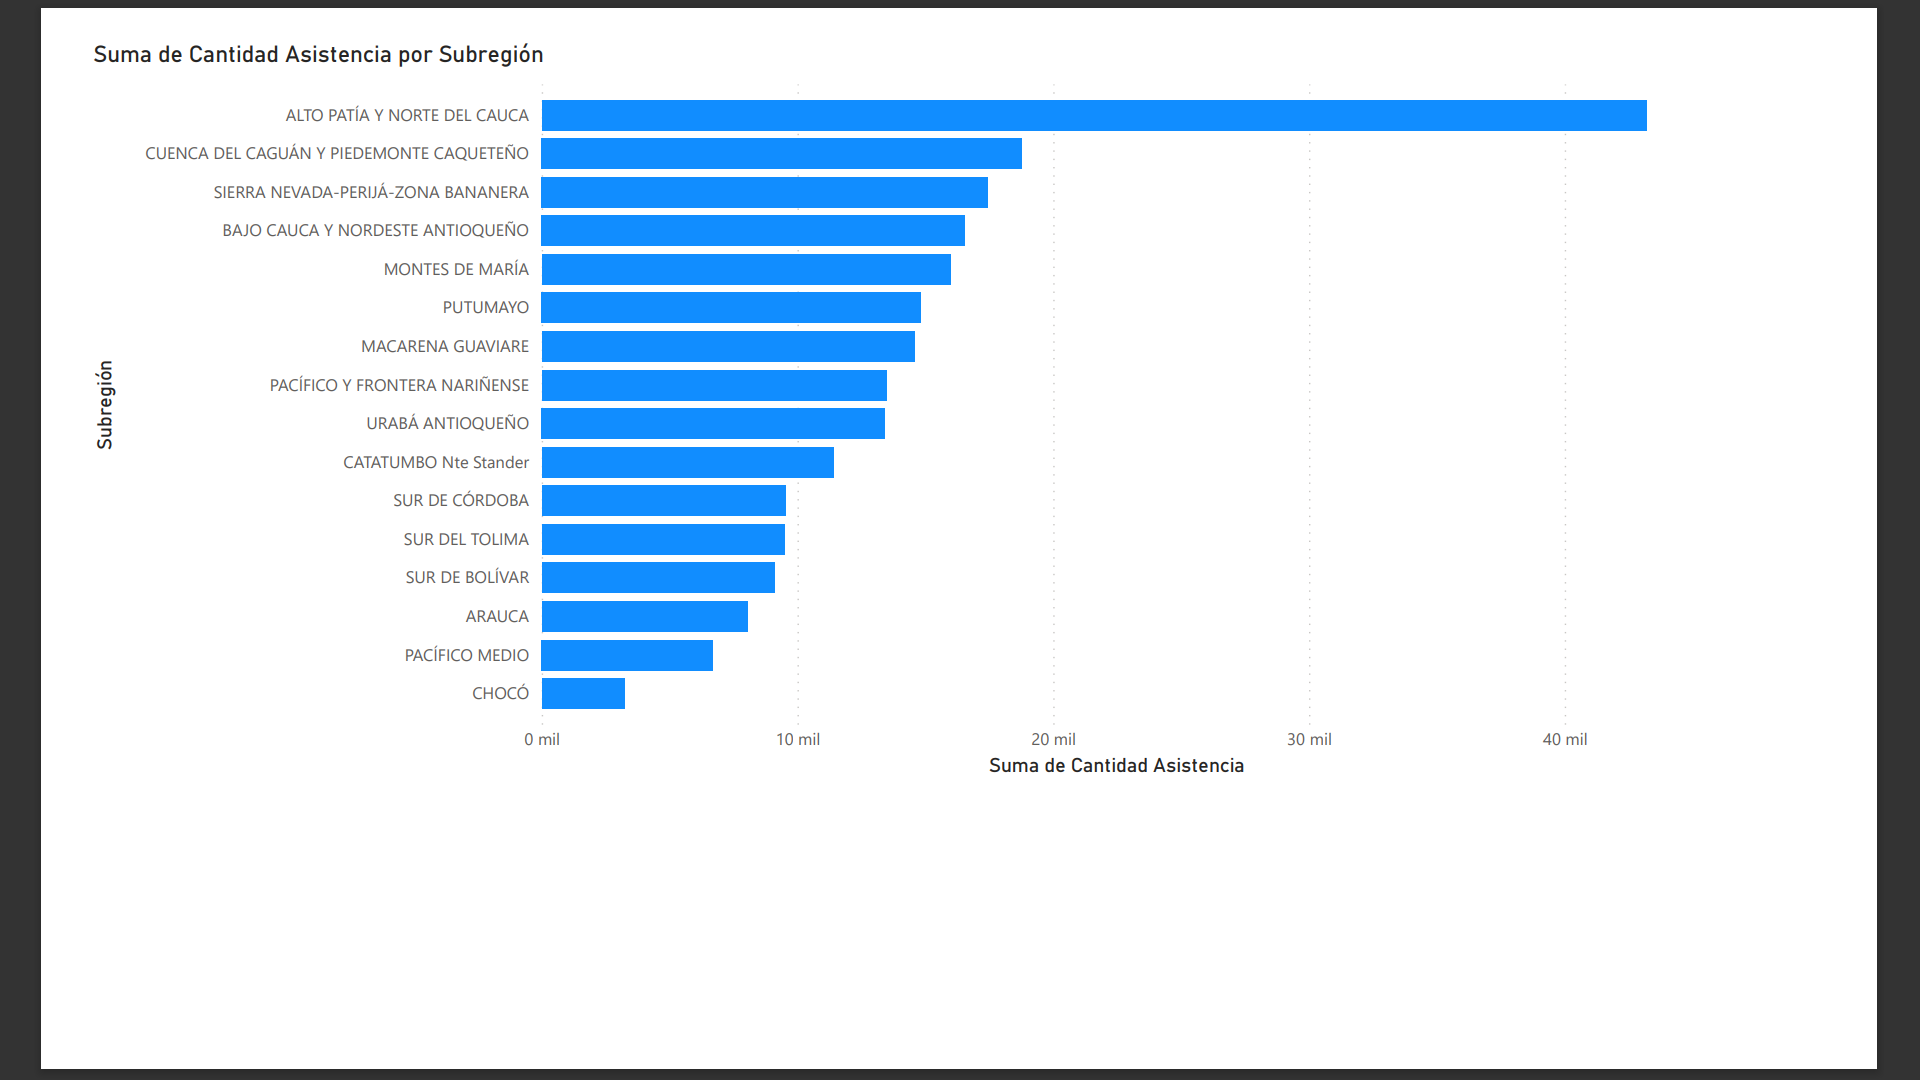 Suma de Cantidad Asistencia por Subregión
ALTO PATÍA Y NORTE DEL CAUCA
CUENCA DEL CAGUÁN Y PIEDEMONTE CAQUETEÑO
SIERRA NEVADA-PERIJÁ-ZONA BANANERA
BAJO CAUCA Y NORDESTE ANTIOQUEÑO
MONTES DE MARÍA
PUTUMAYO
MACARENA GUAVIARE
PACÍFICO Y FRONTERA NARIÑENSE
URABÁ ANTIOQUEÑO
CATATUMBO Nte Stander
SUR DE CÓRDOBA
SUR DEL TOLIMA
SUR DE BOLÍVAR
ARAUCA
PACÍFICO MEDIO
CHOCÓ
Subregión
0 mil 10 mil 20 mil 30 mil 40 mil
Suma de Cantidad Asistencia